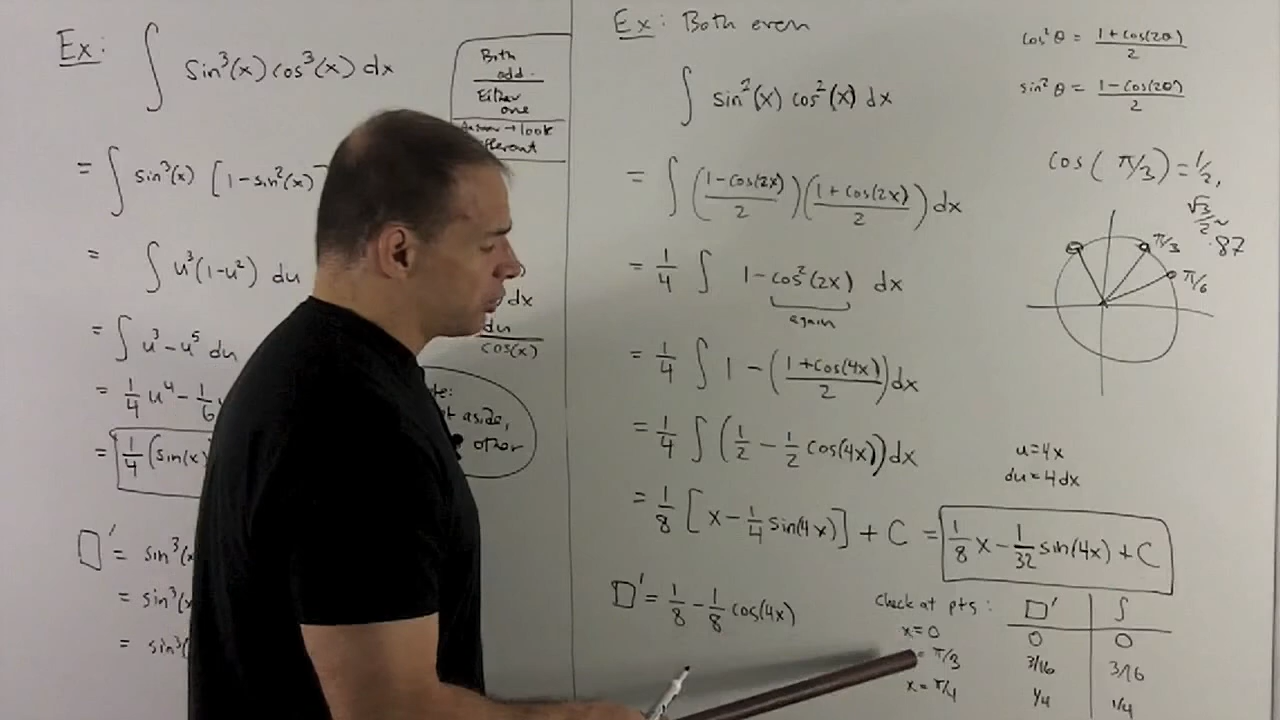 Ex: ∫ sin³(x) cos³(x) dx
= ∫ sin³(x) [1-sin²(x)
= ∫ u³(1-u²) du
= ∫ u³ - u⁵ du
= 1/4 u⁴ - 1/6
= 1/4 (sin(x)
□' = sin³(x
= sin³(x
= sin³(
Both odd.
Either one
Answer → look
dx
du/cos(x)
aside,
other
Ex: Both even
∫ sin²(x) cos²(x) dx
= ∫ ((1-cos(2x))/2)((1+cos(2x))/2) dx
= 1/4 ∫ 1-cos²(2x) dx
again
= 1/4 ∫ 1 - ((1+cos(4x))/2) dx
= 1/4 ∫ (1/2 - 1/2 cos(4x)) dx
= 1/8 [x - 1/4 sin(4x)] + C = 1/8 x - 1/32 sin(4x) + C
□' = 1/8 - 1/8 cos(4x)
cos²θ = (1+cos(2θ))/2
sin²θ = (1-cos(2θ))/2
cos(π/3) = 1/2,
√3/2 ~ .87
π/3
π/6
u=4x
du=4dx
Check at pts: □' ∫
x=0 0 0
= π/3 3/16 3/16
x=π/4 1/4 1/4